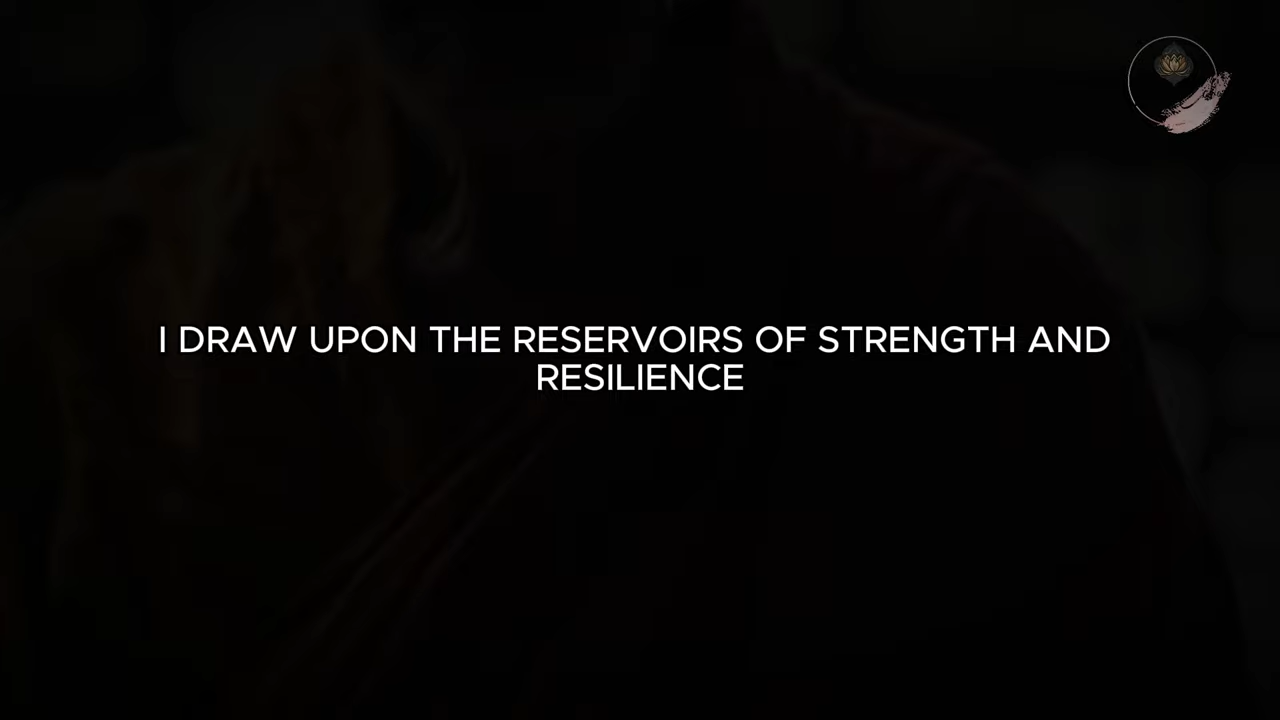 I DRAW UPON THE RESERVOIRS OF STRENGTH AND
RESILIENCE